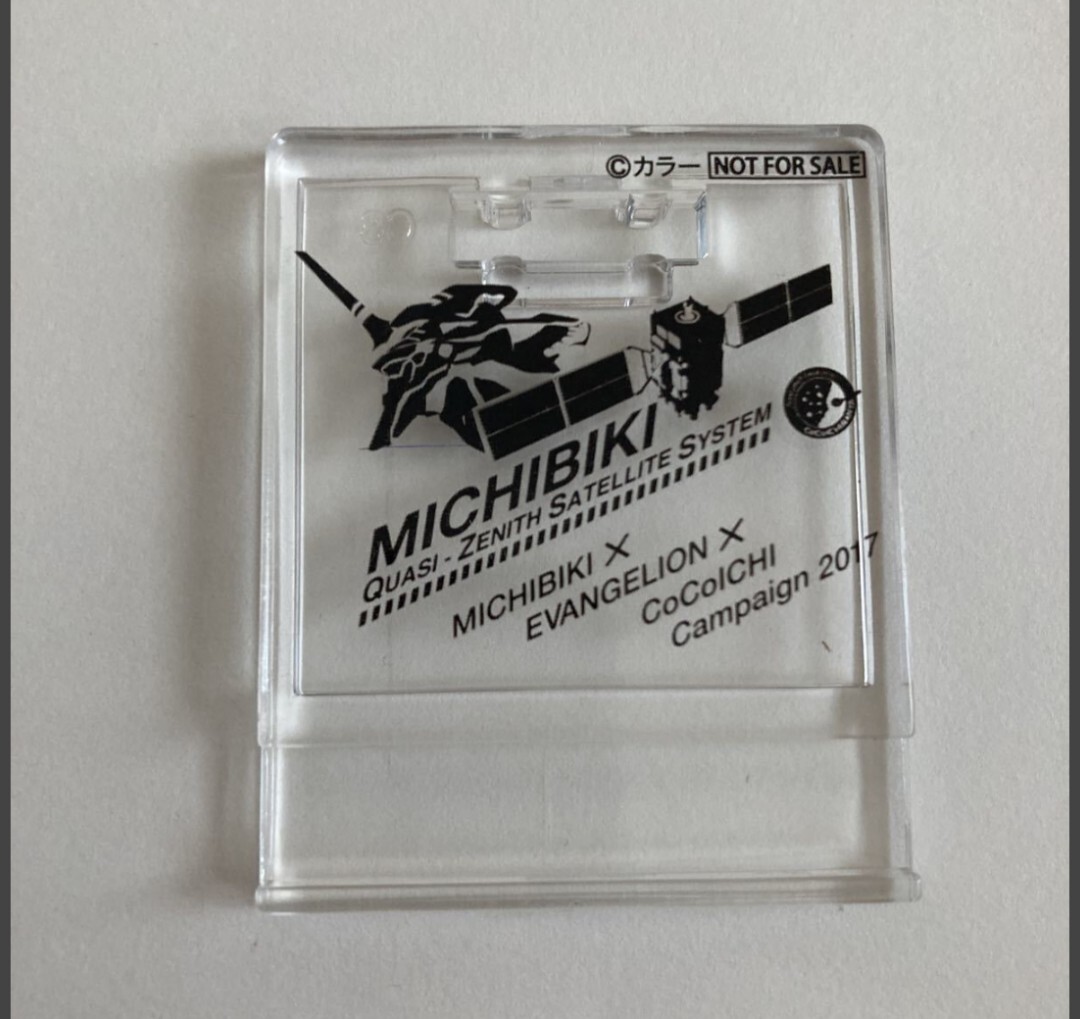 ©カラー NOT FOR SALE
MICHIBIKI
QUASI - ZENITH SATELLITE SYSTEM
MICHIBIKI ×
EVANGELION ×
CoCoICHI
Campaign 2017